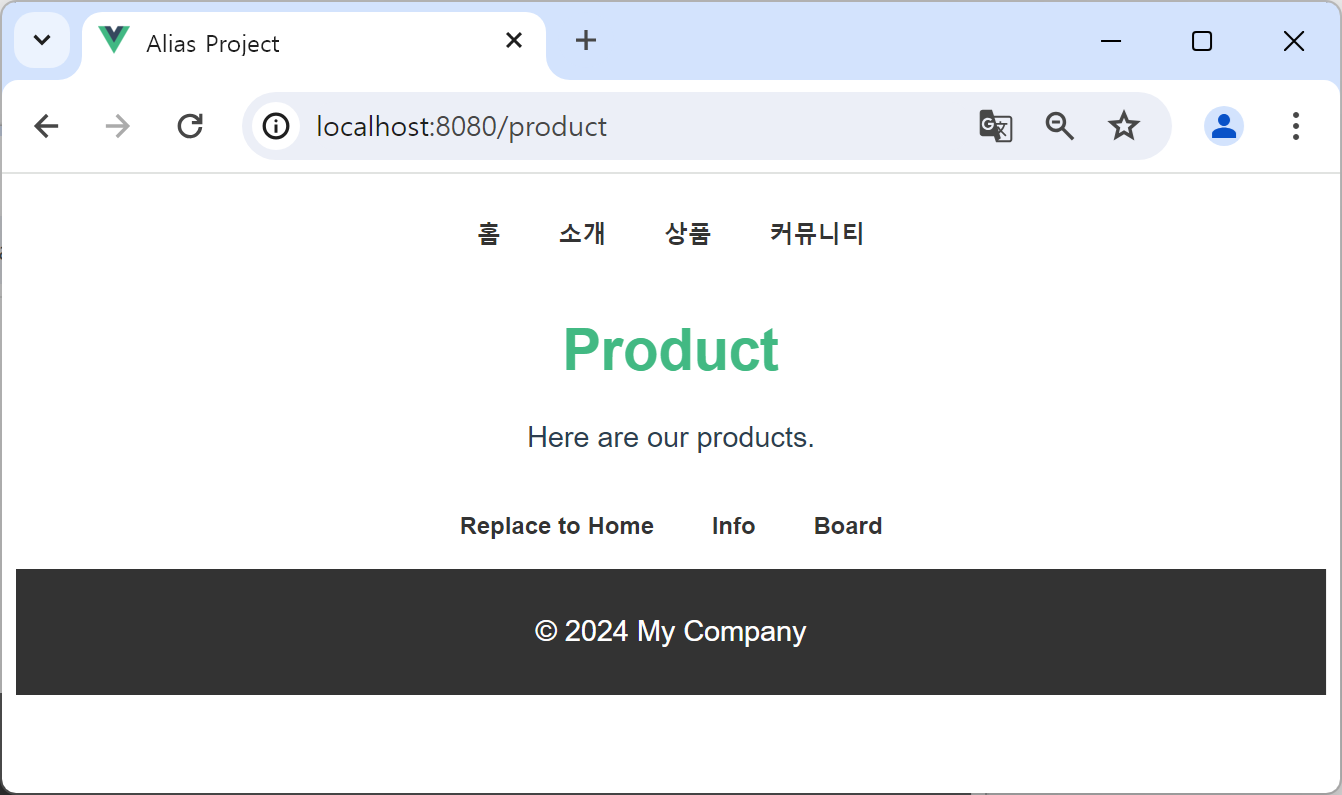 Alias Project
localhost:8080/product
홈 소개 상품 커뮤니티
Product
Here are our products.
Replace to Home Info Board
© 2024 My Company